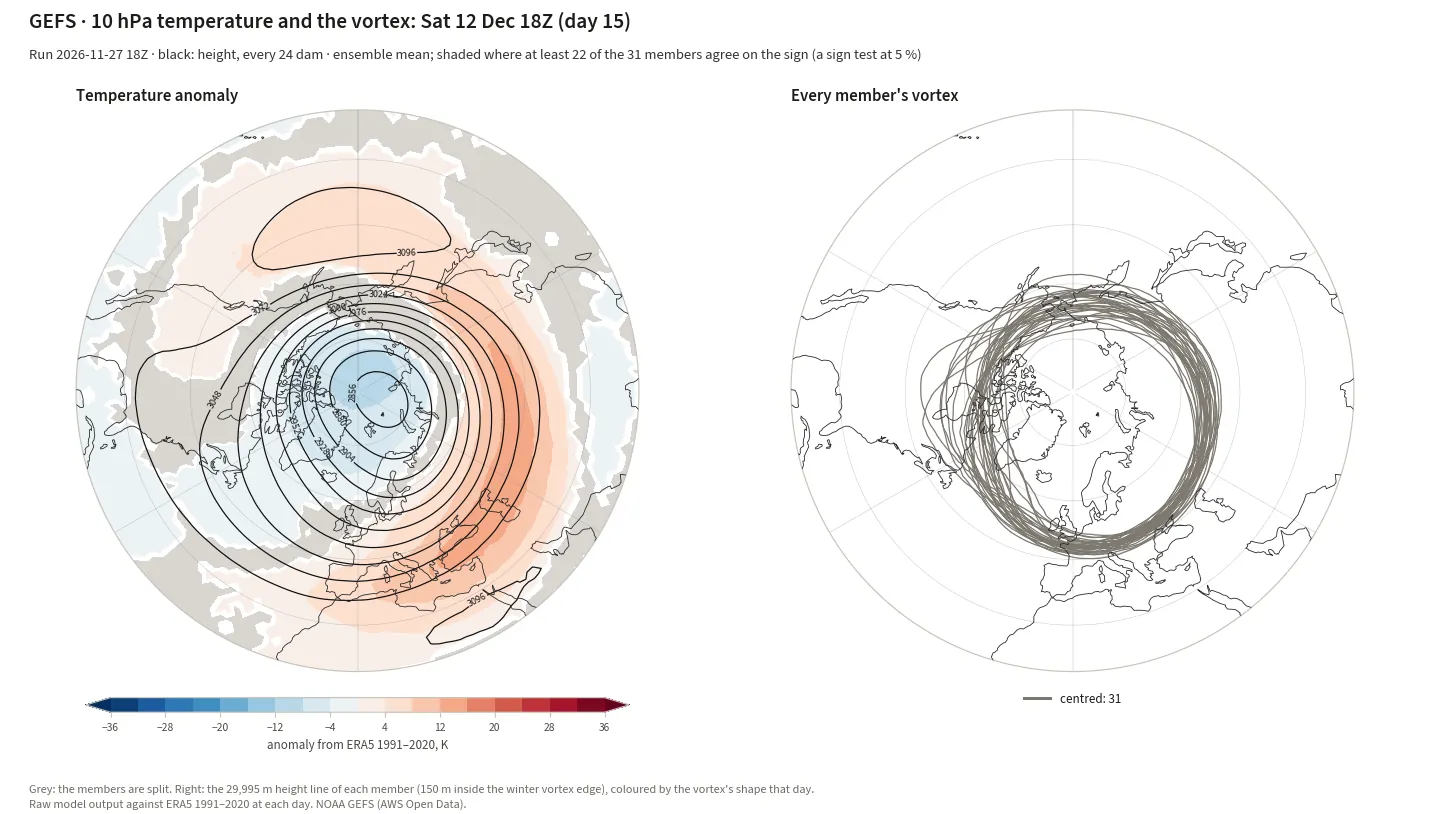 GEFS · 10 hPa temperature and the vortex: Sat 12 Dec 18Z (day 15)
Run 2026-11-27 18Z · black: height, every 24 dam · ensemble mean; shaded where at least 22 of the 31 members agree on the sign (a sign test at 5 %)
Temperature anomaly
Every member's vortex
3096
3024
2976
3072
3048
2856
2904
3096
centred: 31
−36 −28 −20 −12 −4 4 12 20 28 36
anomaly from ERA5 1991–2020, K
Grey: the members are split. Right: the 29,995 m height line of each member (150 m inside the winter vortex edge), coloured by the vortex's shape that day.
Raw model output against ERA5 1991–2020 at each day. NOAA GEFS (AWS Open Data).